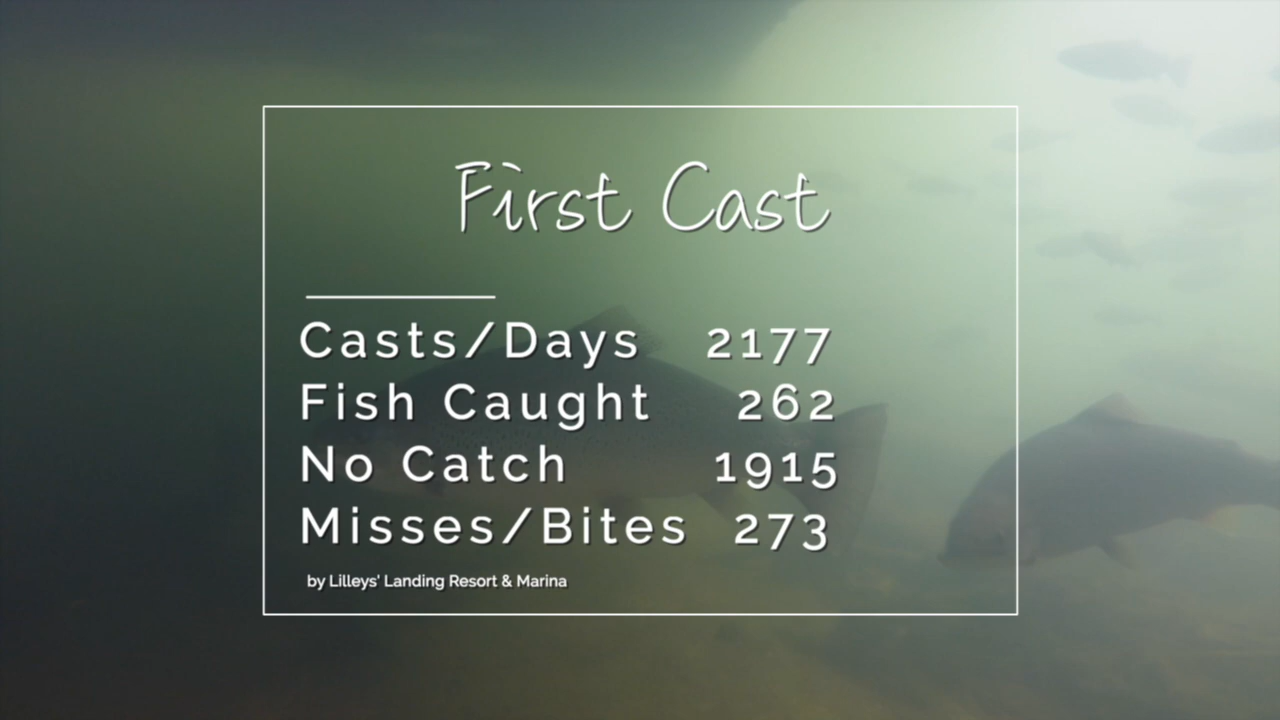 First Cast
Casts/Days 2177
Fish Caught 262
No Catch 1915
Misses/Bites 273
by Lilleys' Landing Resort & Marina